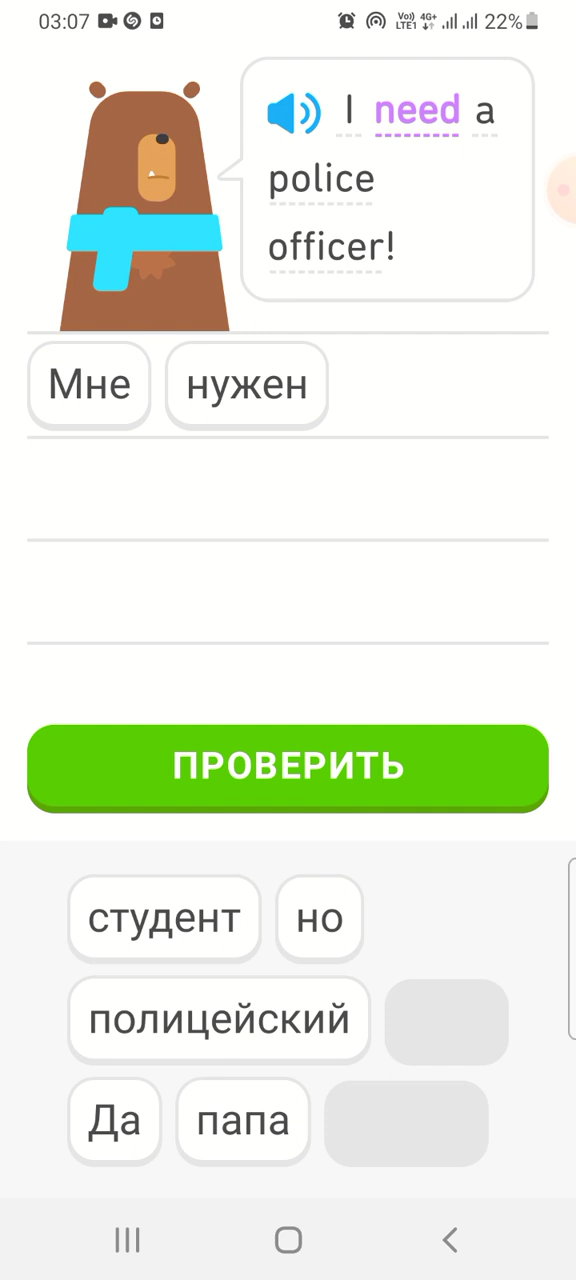 03:07 Vo)) LTE1 4G+ 22%
I need a
police
officer!
Мне нужен
ПРОВЕРИТЬ
студент но
полицейский
Да папа